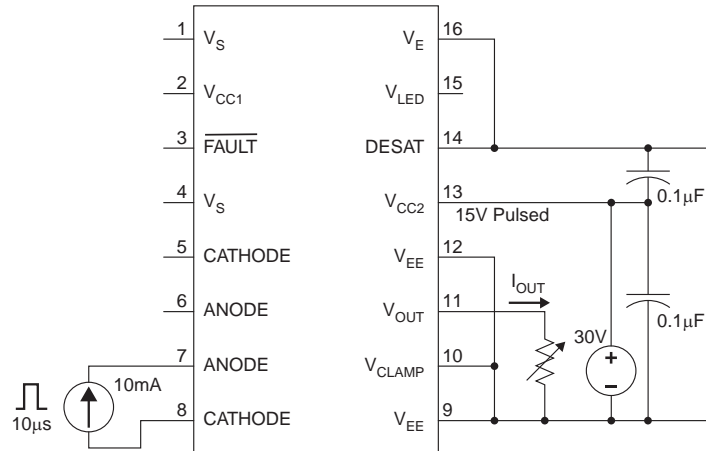 1 V_S V_E 16
2 V_CC1 V_LED 15
3 FAULT DESAT 14
4 V_S V_CC2 13 15V Pulsed
5 CATHODE V_EE 12
6 ANODE V_OUT 11
7 ANODE V_CLAMP 10
8 CATHODE V_EE 9
10mA
10μs
I_OUT
30V
0.1μF
0.1μF
+
–